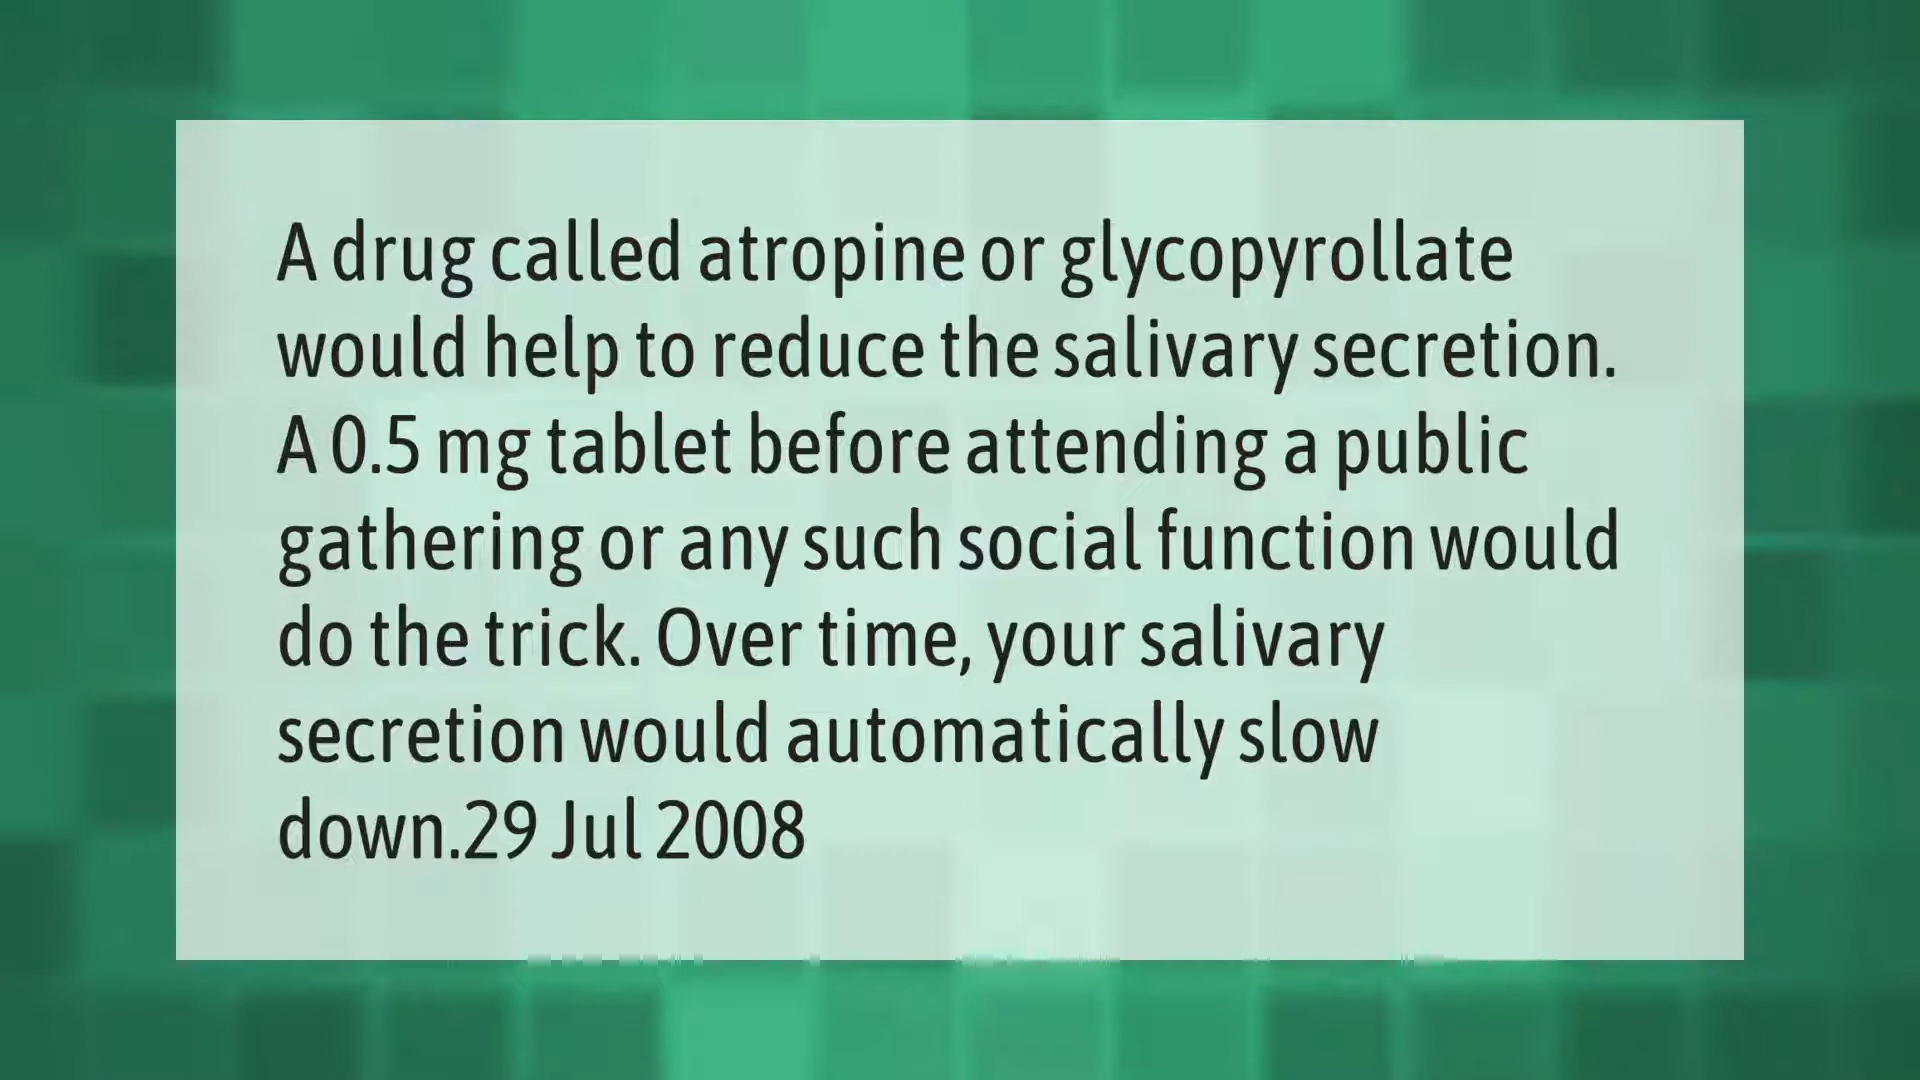 A drug called atropine or glycopyrollate
would help to reduce the salivary secretion.
A 0.5 mg tablet before attending a public
gathering or any such social function would
do the trick. Over time, your salivary
secretion would automatically slow
down.29 Jul 2008